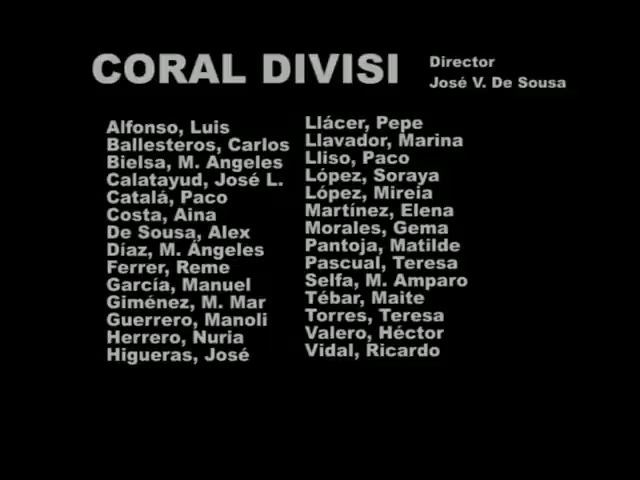 CORAL DIVISI
Director
José V. De Sousa
Alfonso, Luis
Ballesteros, Carlos
Bielsa, M. Angeles
Calatayud, José L.
Catalá, Paco
Costa, Aina
De Sousa, Alex
Díaz, M. Ángeles
Ferrer, Reme
García, Manuel
Giménez, M. Mar
Guerrero, Manoli
Herrero, Nuria
Higueras, José
Llácer, Pepe
Llavador, Marina
Lliso, Paco
López, Soraya
López, Mireia
Martínez, Elena
Morales, Gema
Pantoja, Matilde
Pascual, Teresa
Selfa, M. Amparo
Tébar, Maite
Torres, Teresa
Valero, Héctor
Vidal, Ricardo